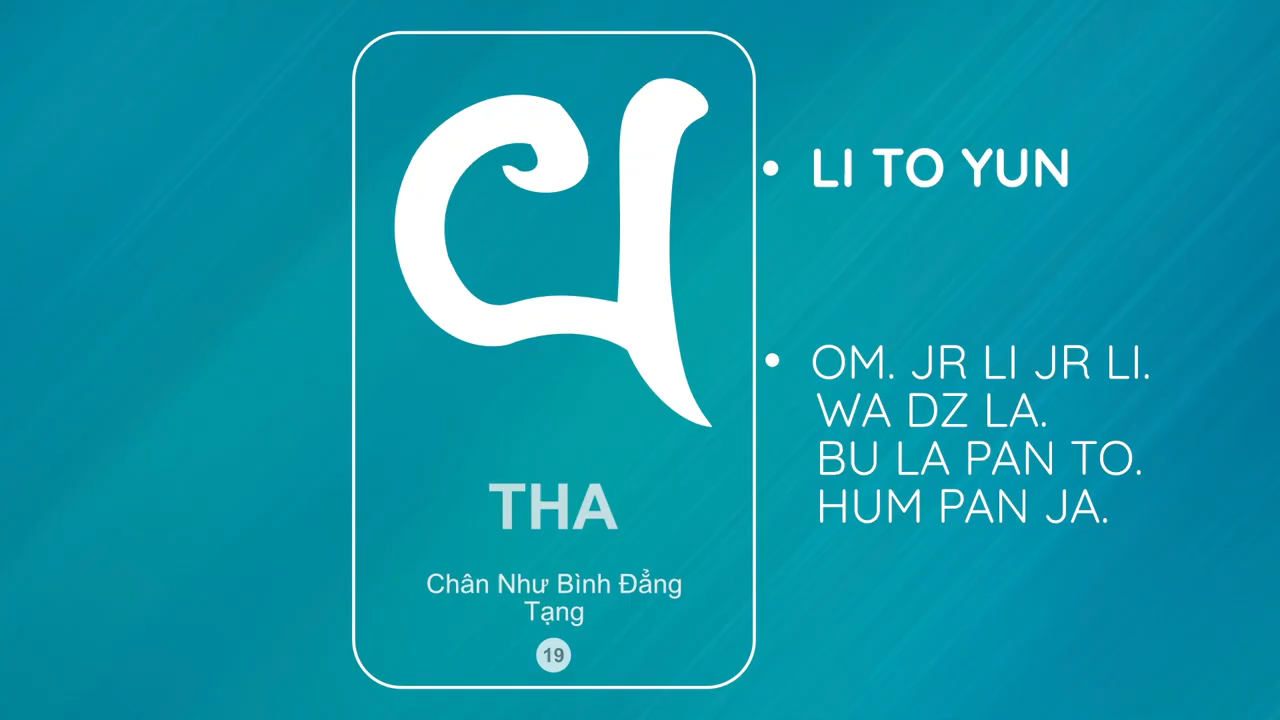 THA
Chân Như Bình Đẳng
Tạng
19
• LI TO YUN
• OM. JR LI JR LI.
WA DZ LA.
BU LA PAN TO.
HUM PAN JA.